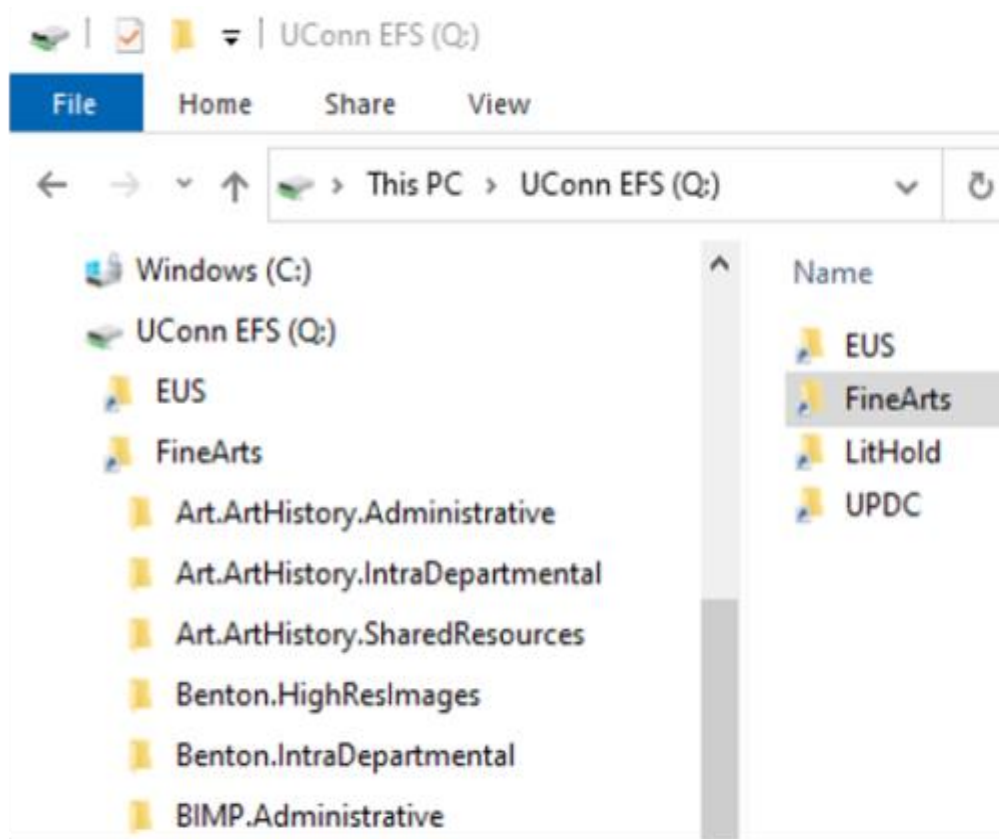 UConn EFS (Q:)
File Home Share View
This PC › UConn EFS (Q:)
Windows (C:)
UConn EFS (Q:)
EUS
FineArts
Art.ArtHistory.Administrative
Art.ArtHistory.IntraDepartmental
Art.ArtHistory.SharedResources
Benton.HighResImages
Benton.IntraDepartmental
BIMP.Administrative
Name
EUS
FineArts
LitHold
UPDC